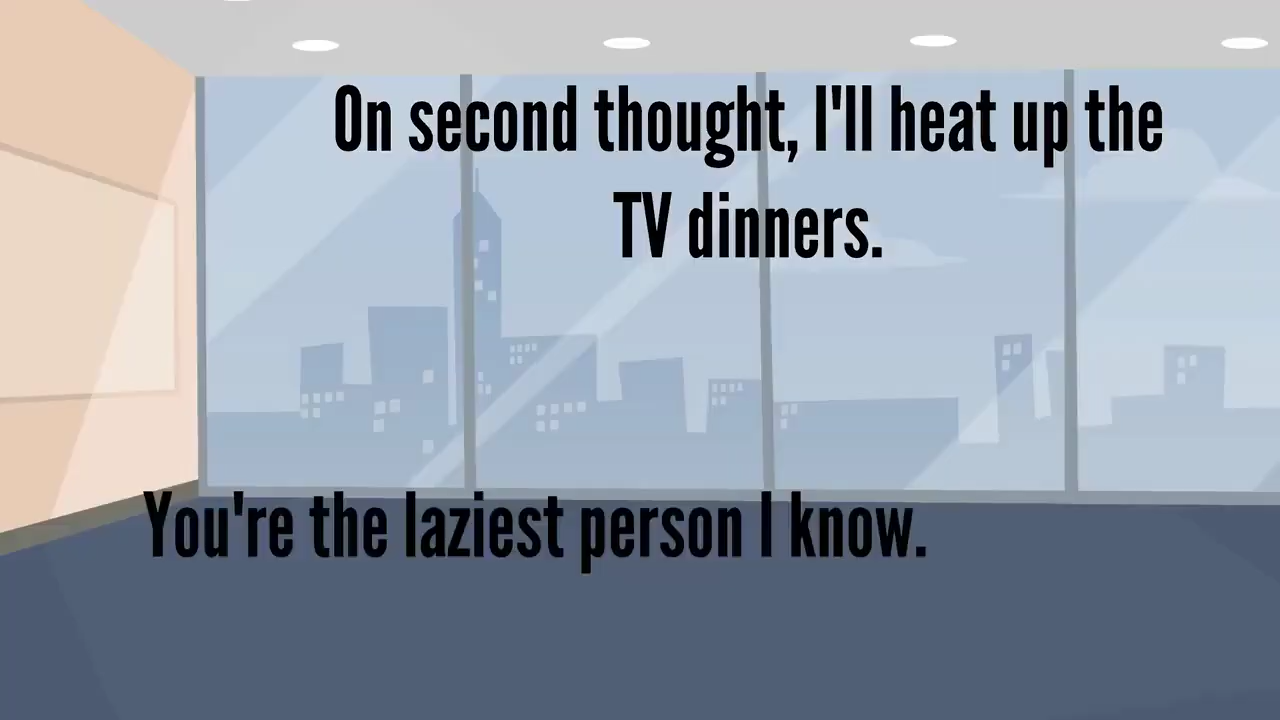 On second thought, I'll heat up the
TV dinners.
You're the laziest person I know.